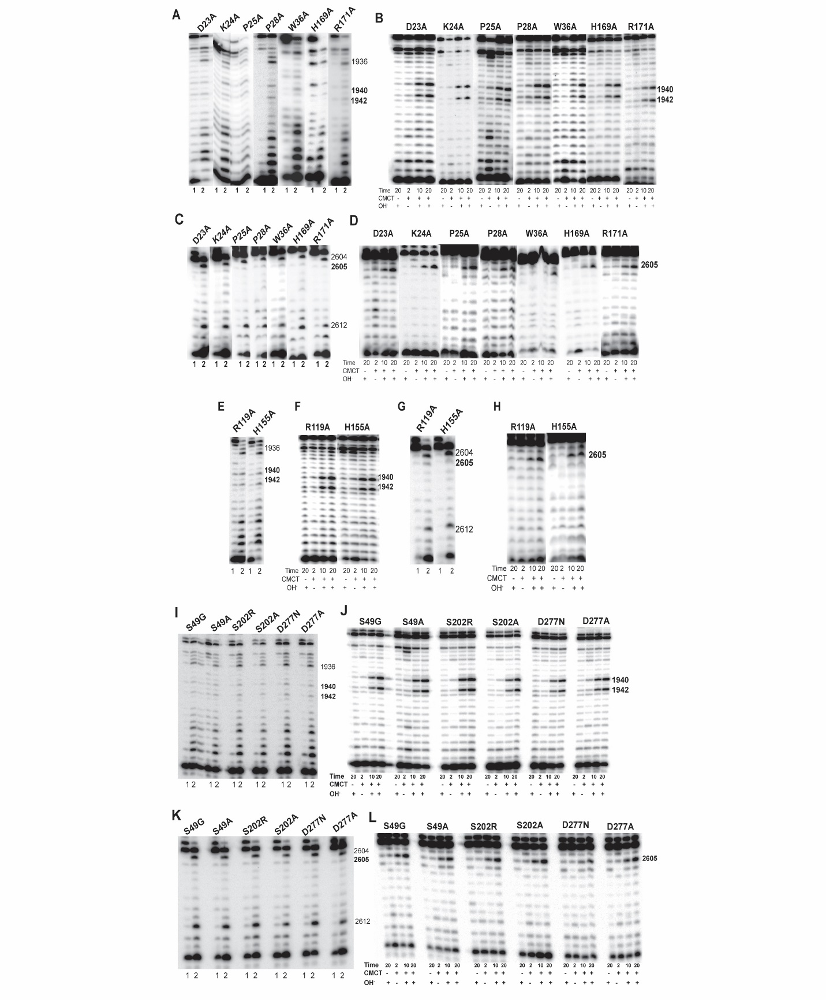 A
D23A K24A P25A P28A W36A H169A R171A
1936
1940
1942
1 2 1 2 1 2 1 2 1 2 1 2 1 2
B
D23A K24A P25A P28A W36A H169A R171A
1940
1942
Time 20 2 10 20 20 2 10 20 20 2 10 20 20 2 10 20 20 2 10 20 20 2 10 20 20 2 10 20
CMCT - + + + - + + + - + + + - + + + - + + + - + + + - + + +
OH- + - + + + - + + + - + + + - + + + - + + + - + + + - + +
C
D23A K24A P25A P28A W36A H169A R171A
2604
2605
2612
1 2 1 2 1 2 1 2 1 2 1 2 1 2
D
D23A K24A P25A P28A W36A H169A R171A
2605
Time 20 2 10 20 20 2 10 20 20 2 10 20 20 2 10 20 20 2 10 20 20 2 10 20 20 2 10 20
CMCT - + + + - + + + - + + + - + + + - + + + - + + + - + + +
OH- + - + + + - + + + - + + + - + + + - + + + - + + + - + +
E
R119A H155A
1936
1940
1942
1 2 1 2
F
R119A H155A
1940
1942
Time 20 2 10 20 20 2 10 20
CMCT - + + + - + + +
OH- + - + + + - + +
G
R119A H155A
2604
2605
2612
1 2 1 2
H
R119A H155A
2605
Time 20 2 10 20 20 2 10 20
CMCT - + + + - + + +
OH- + - + + + - + +
I
S49G S49A S202R S202A D277N D277A
1936
1940
1942
1 2 1 2 1 2 1 2 1 2 1 2
J
S49G S49A S202R S202A D277N D277A
1940
1942
Time 20 2 10 20 20 2 10 20 20 2 10 20 20 2 10 20 20 2 10 20 20 2 10 20
CMCT - + + + - + + + - + + + - + + + - + + + - + + +
OH- + - + + + - + + + - + + + - + + + - + + + - + +
K
S49G S49A S202R S202A D277N D277A
2604
2605
2612
1 2 1 2 1 2 1 2 1 2 1 2
L
S49G S49A S202R S202A D277N D277A
2605
Time 20 2 10 20 20 2 10 20 20 2 10 20 20 2 10 20 20 2 10 20 20 2 10 20
CMCT - + + + - + + + - + + + - + + + - + + + - + + +
OH- + - + + + - + + + - + + + - + + + - + + + - + +